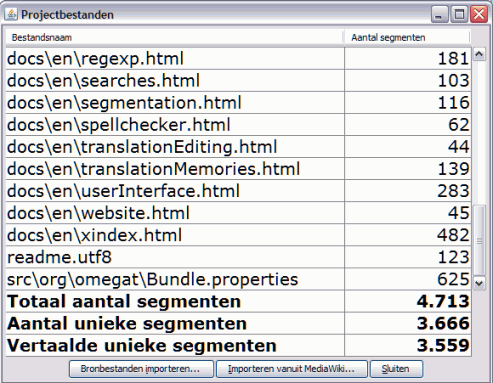 Projectbestanden
Bestandsnaam Aantal segmenten
docs\en\regexp.html 181
docs\en\searches.html 103
docs\en\segmentation.html 116
docs\en\spellchecker.html 62
docs\en\translationEditing.html 44
docs\en\translationMemories.html 139
docs\en\userInterface.html 283
docs\en\website.html 45
docs\en\xindex.html 482
readme.utf8 123
src\org\omegat\Bundle.properties 625
Totaal aantal segmenten 4.713
Aantal unieke segmenten 3.666
Vertaalde unieke segmenten 3.559
Bronbestanden importeren... Importeren vanuit MediaWiki... Sluiten